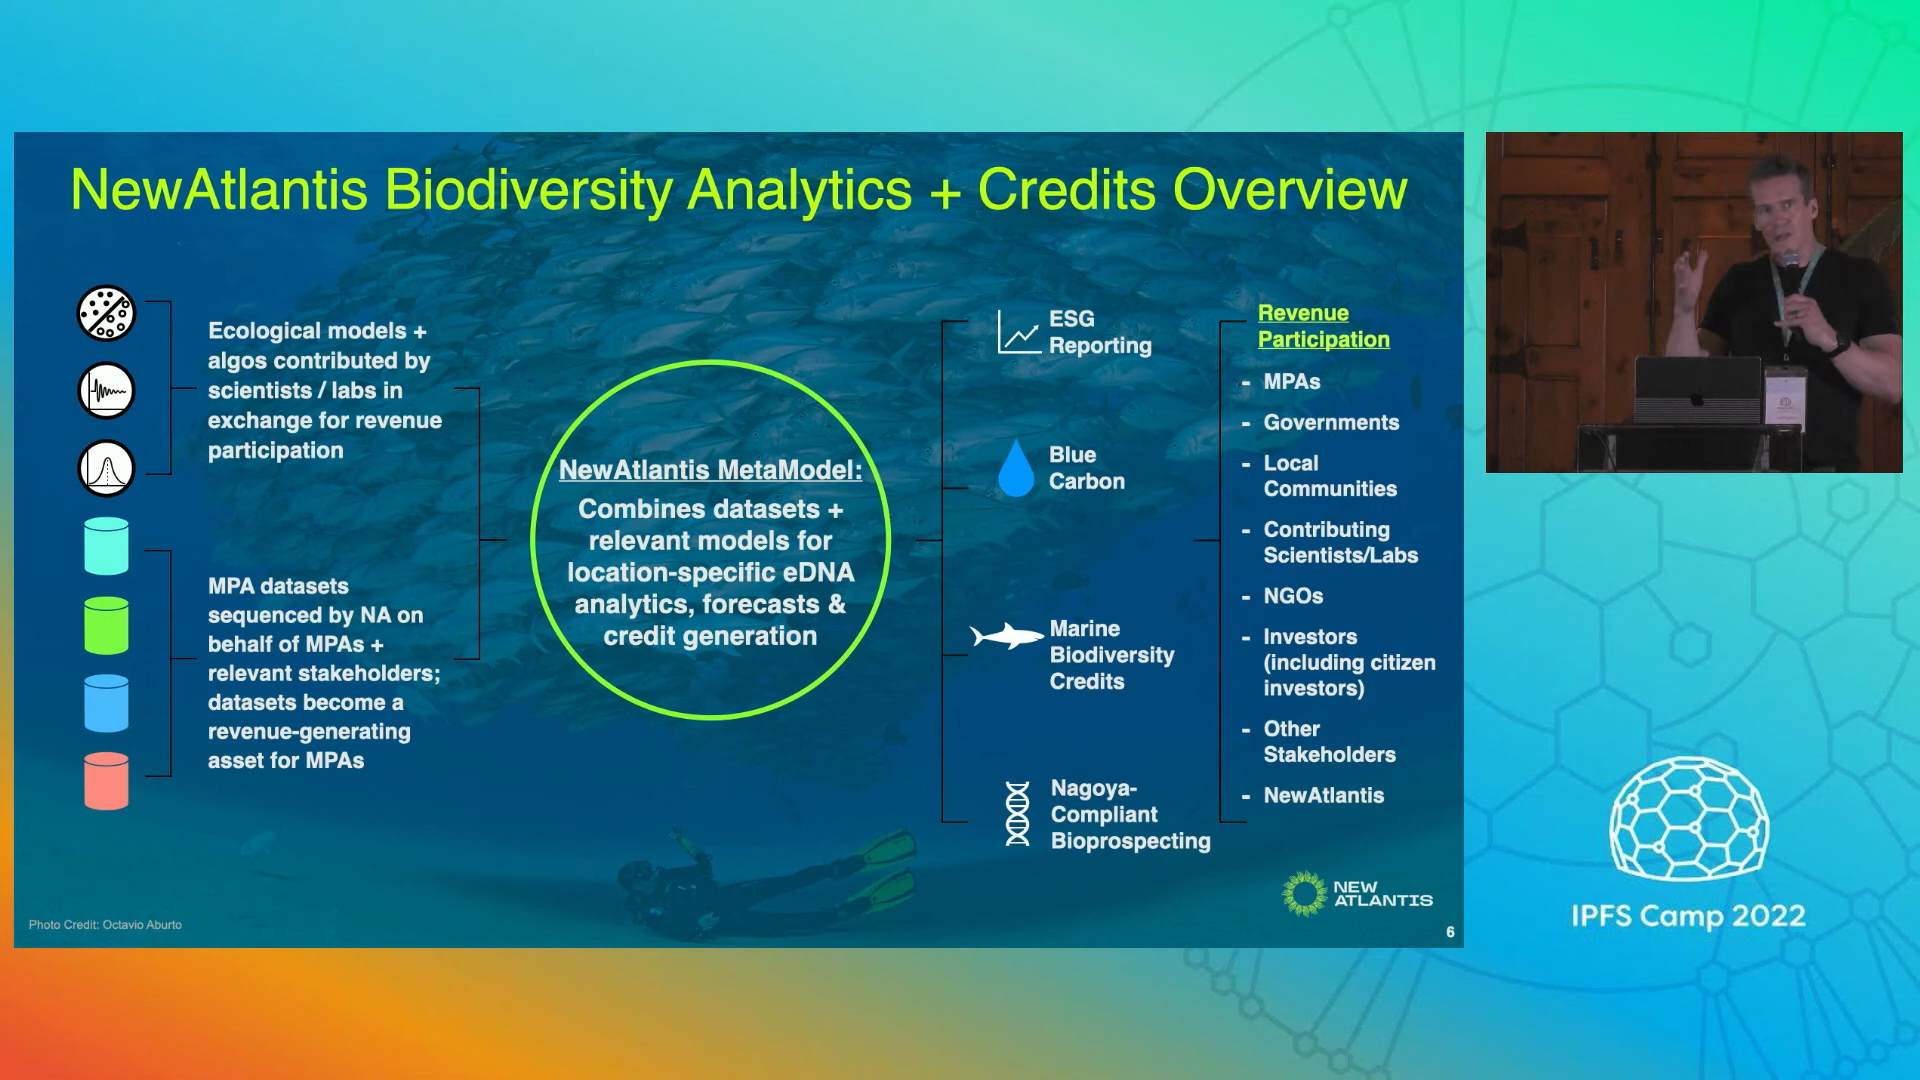 NewAtlantis Biodiversity Analytics + Credits Overview
Ecological models +
algos contributed by
scientists / labs in
exchange for revenue
participation
MPA datasets
sequenced by NA on
behalf of MPAs +
relevant stakeholders;
datasets become a
revenue-generating
asset for MPAs
NewAtlantis MetaModel:
Combines datasets +
relevant models for
location-specific eDNA
analytics, forecasts &
credit generation
ESG
Reporting
Blue
Carbon
Marine
Biodiversity
Credits
Nagoya-
Compliant
Bioprospecting
Revenue
Participation
- MPAs
- Governments
- Local
Communities
- Contributing
Scientists/Labs
- NGOs
- Investors
(including citizen
investors)
- Other
Stakeholders
- NewAtlantis
NEW
ATLANTIS
Photo Credit: Octavio Aburto
6
IPFS Camp 2022